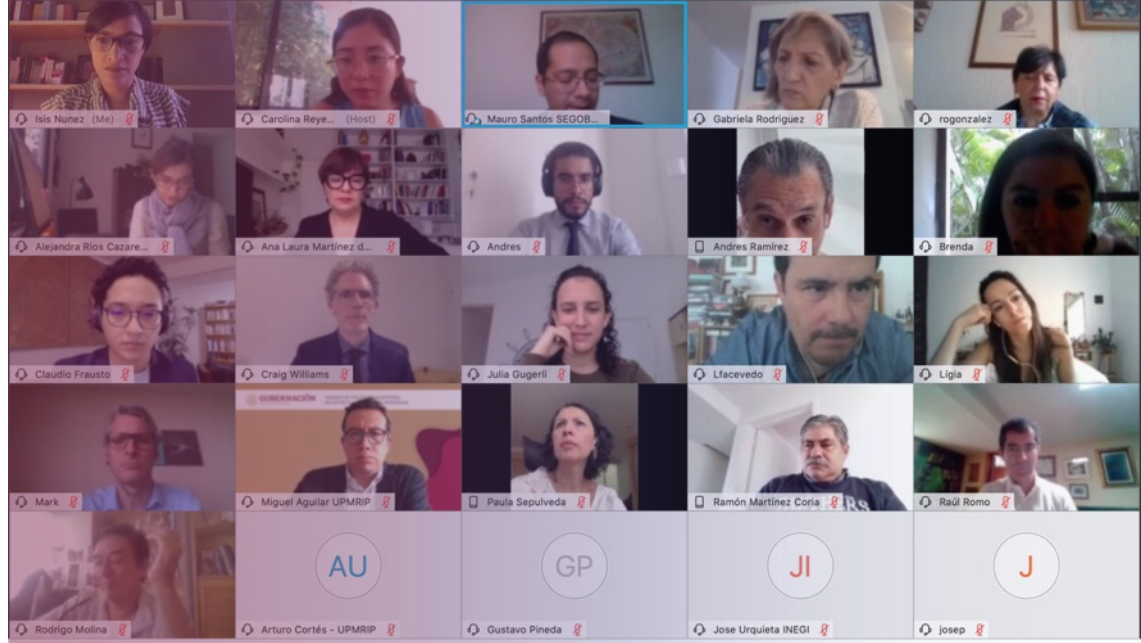 Isis Nunez (Me)
Carolina Reye... (Host)
Mauro Santos SEGOB...
Gabriela Rodriguez
rogonzalez
Alejandra Rios Cazare...
Ana Laura Martínez d...
Andres
Andres Ramírez
Brenda
Claudio Frausto
Craig Williams
Julia Gugerli
Lfacevedo
Lígia
GOBERNACIÓN
Mark
Miguel Aguilar UPMRIP
Paula Sepulveda
Ramón Martínez Coria
Raúl Romo
AU
GP
JI
J
Rodrigo Molina
Arturo Cortés - UPMRIP
Gustavo Pineda
Jose Urquieta INEGI
josep